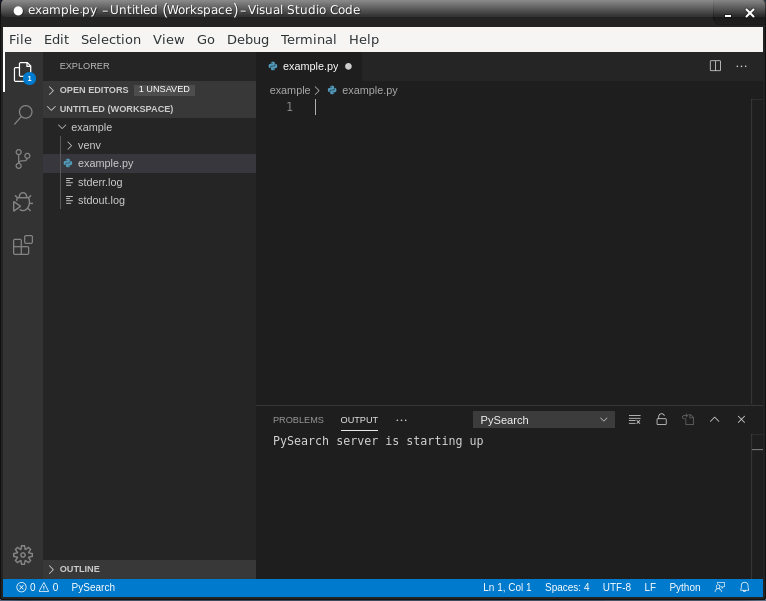 ● example.py – Untitled (Workspace) – Visual Studio Code
File Edit Selection View Go Debug Terminal Help
1
EXPLORER
OPEN EDITORS 1 UNSAVED
UNTITLED (WORKSPACE)
example
venv
example.py
stderr.log
stdout.log
OUTLINE
example.py ●
example > example.py
1
PROBLEMS OUTPUT ··· PySearch
PySearch server is starting up
0 0 PySearch Ln 1, Col 1 Spaces: 4 UTF-8 LF Python